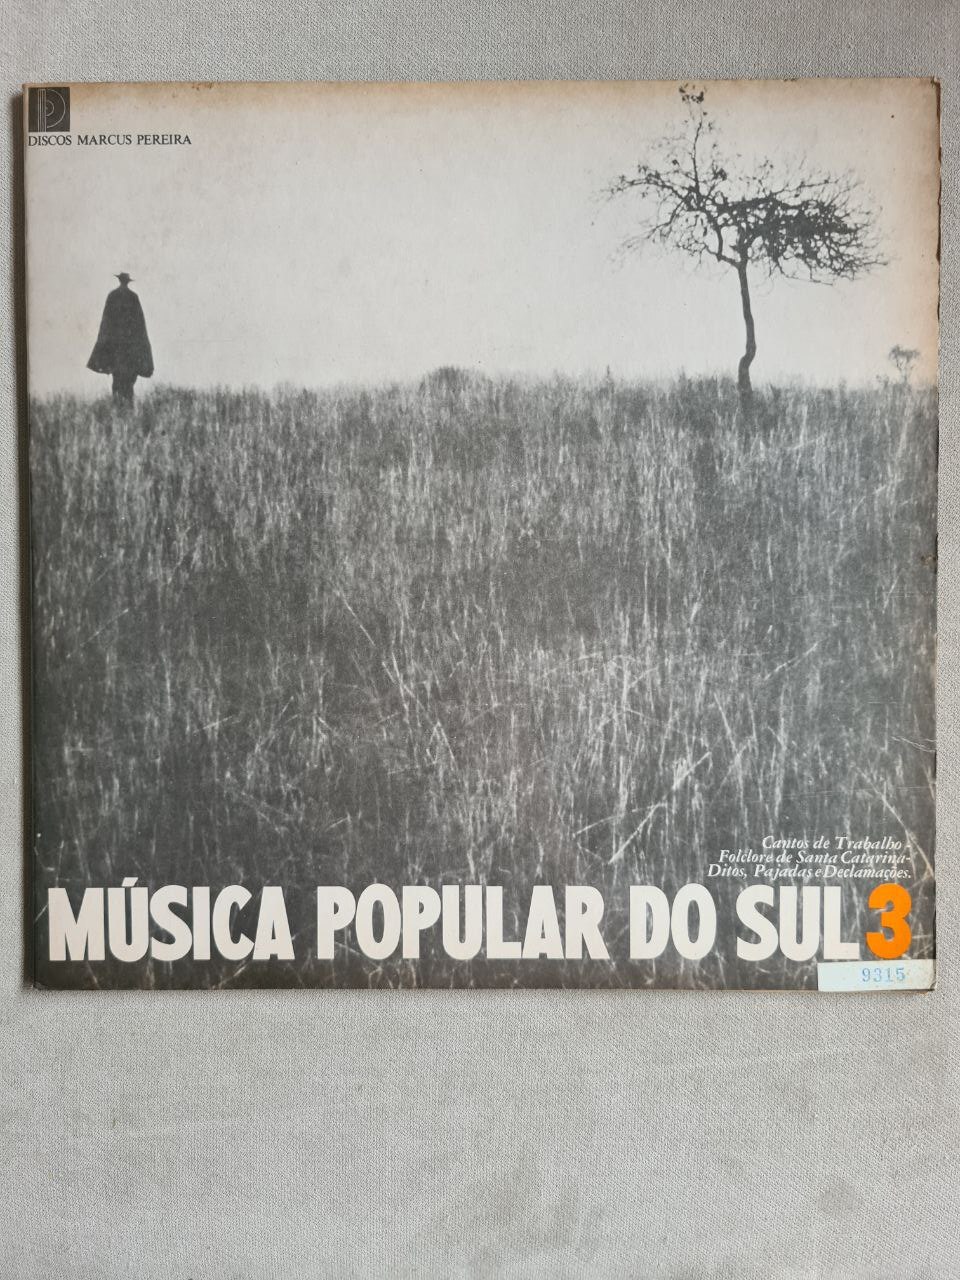 DISCOS MARCUS PEREIRA
Cantos de Trabalho -
Folclore de Santa Catarina-
Ditos, Pajadas e Declamações.
MÚSICA POPULAR DO SUL 3
9315